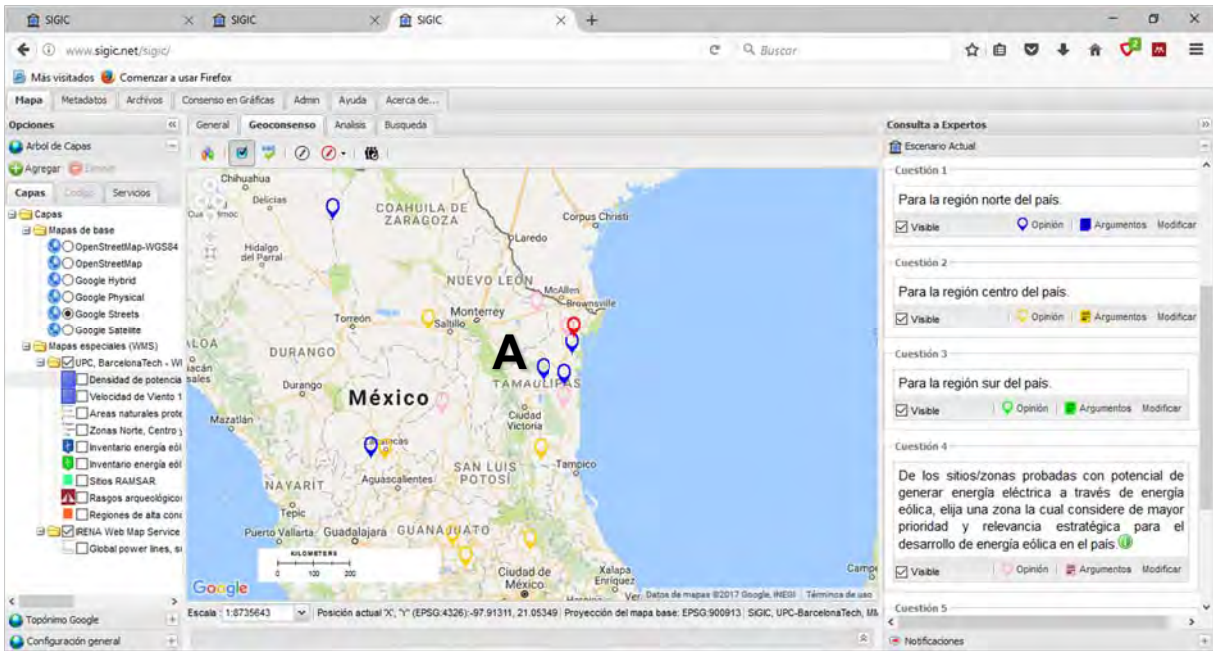 SIGIC
SIGIC
SIGIC
www.sigic.net/sigic/
Buscar
Más visitados Comenzar a usar Firefox
Mapa Metadatos Archivos Consenso en Gráficas Admin Ayuda Acerca de...
Opciones
General Geoconsenso Analisis Busqueda
Consulta a Expertos
Arbol de Capas
Escenario Actual
Agregar Eliminar
Capas Codigo Servicios
Capas
Mapas de base
OpenStreetMap-WGS84
OpenStreetMap
Google Hybrid
Google Physical
Google Streets
Google Satelite
Mapas especiales (WMS)
UPC, BarcelonaTech - WI
Densidad de potencia
Velocidad de Viento 1
Areas naturales prote
Zonas Norte, Centro y
Inventario energía eól
Inventario energía eól
Sitios RAMSAR
Rasgos arqueológicos
Regiones de alta conc
IRENA Web Map Service
Global power lines, su
Topónimo Google
Configuración general
Chihuahua
Delicias
COAHUILA DE
ZARAGOZA
Corpus Christi
Laredo
Hidalgo
del Parral
NUEVO LEÓN
McAllen
Brownsville
Monterrey
Torreón
Saltillo
DURANGO
A
TAMAULIPAS
Durango
México
Ciudad
Victoria
Mazatlán
SAN LUIS
POTOSÍ
Tampico
Aguascalientes
NAYARIT
Tepic
Puerto Vallarta
Guadalajara
GUANAJUATO
KILOMETERS
0 100 200
Ciudad de
México
Xalapa
Enríquez
Google
Datos de mapas ©2017 Google, INEGI Términos de uso
Escala : 1:8735643 Posición actual 'X', 'Y' (EPSG:4326):-97.91311, 21.05349 Proyección del mapa base: EPSG:900913 SIGIC, UPC-BarcelonaTech,
Cuestión 1
Para la región norte del país.
Visible Opinión Argumentos Modificar
Cuestión 2
Para la región centro del país.
Visible Opinión Argumentos Modificar
Cuestión 3
Para la región sur del país.
Visible Opinión Argumentos Modificar
Cuestión 4
De los sitios/zonas probadas con potencial de
generar energía eléctrica a través de energía
eólica, elija una zona la cual considere de mayor
prioridad y relevancia estratégica para el
desarrollo de energía eólica en el país.
Visible Opinión Argumentos Modificar
Cuestión 5
Notificaciones